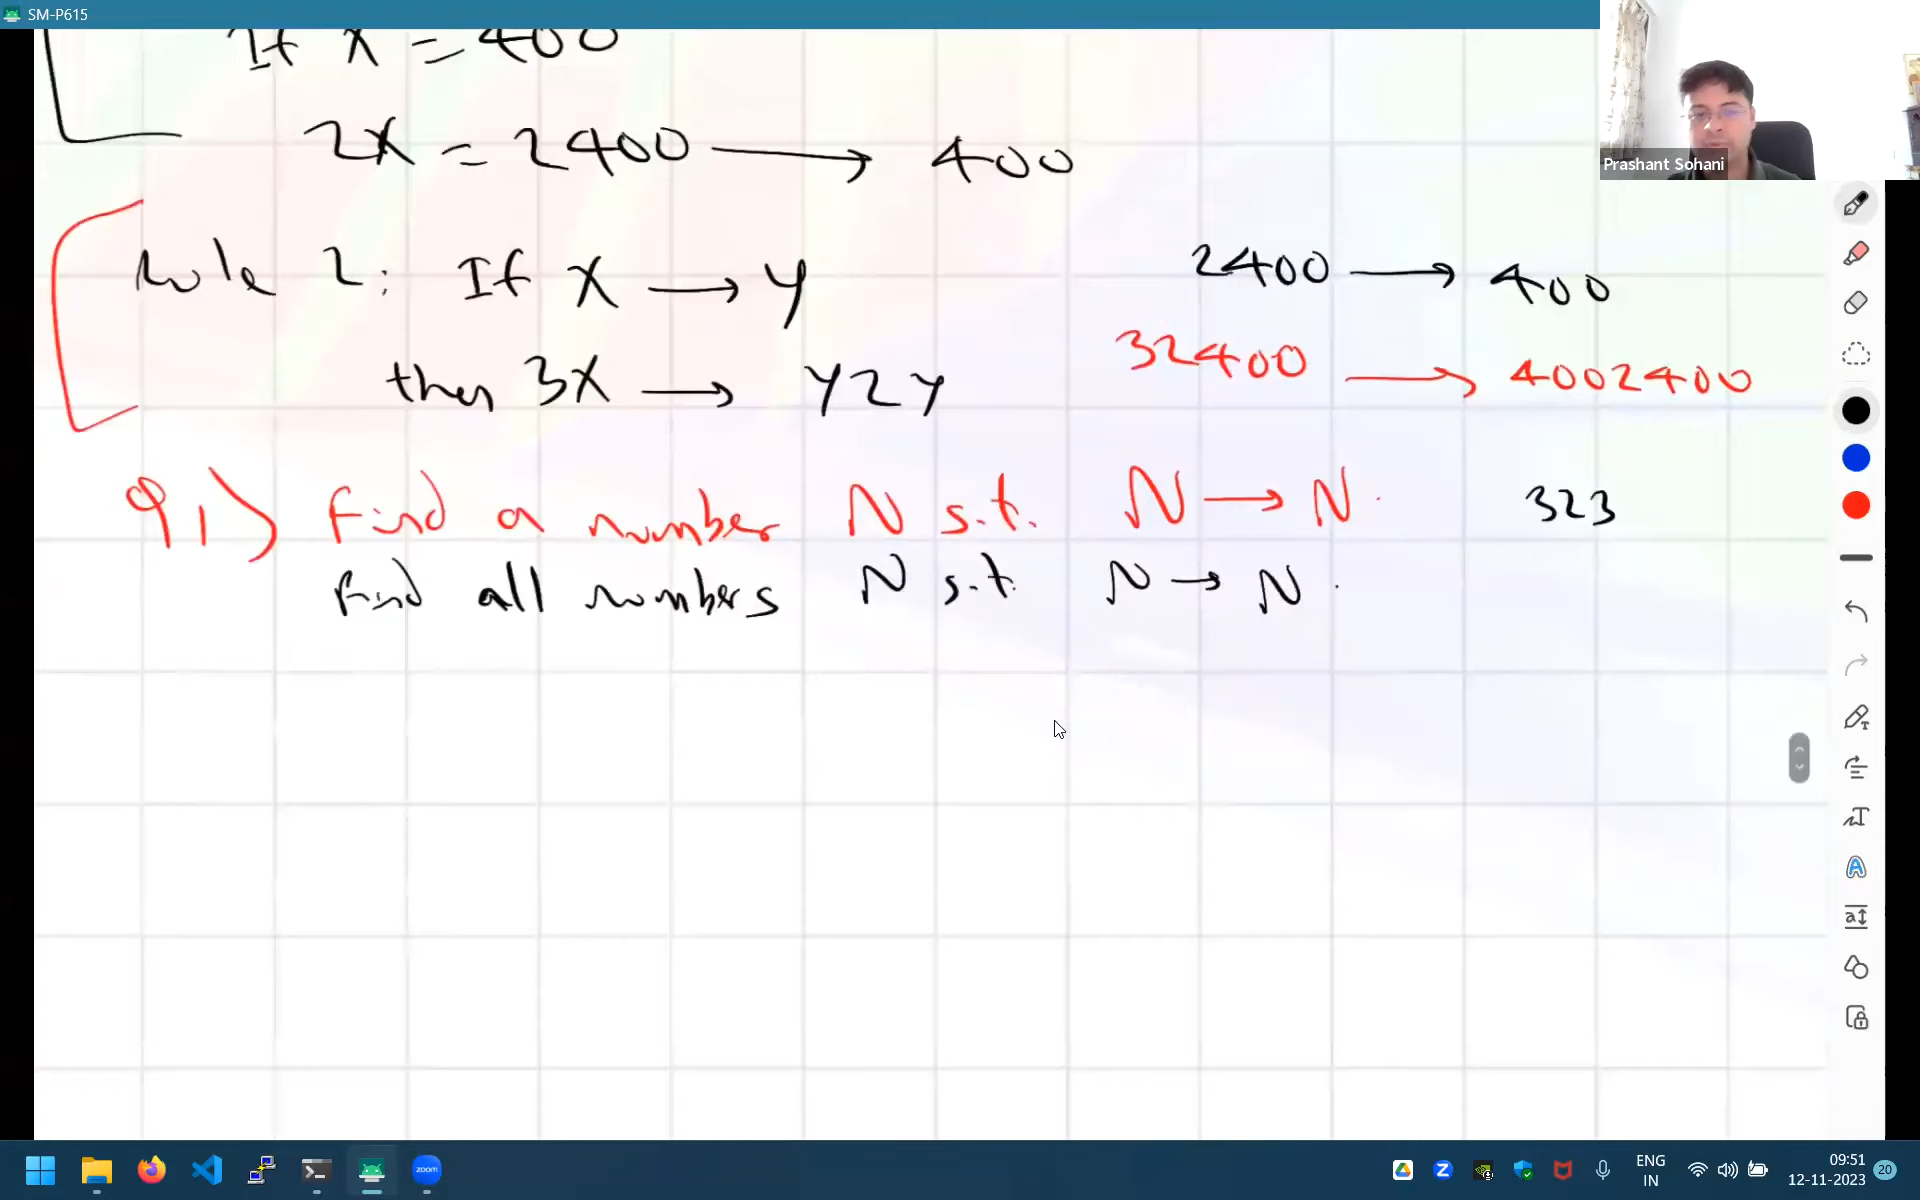 SM-P615
If X = 400
2X = 2400 → 400
Prashant Sohani
Rule 2: If X → Y
then 3X → Y2Y
2400 → 400
32400 → 4002400
Q1) Find a number N s.t. N → N.
323
Find all numbers N s.t. N → N.
zoom
ENG
IN
09:51
12-11-2023
20